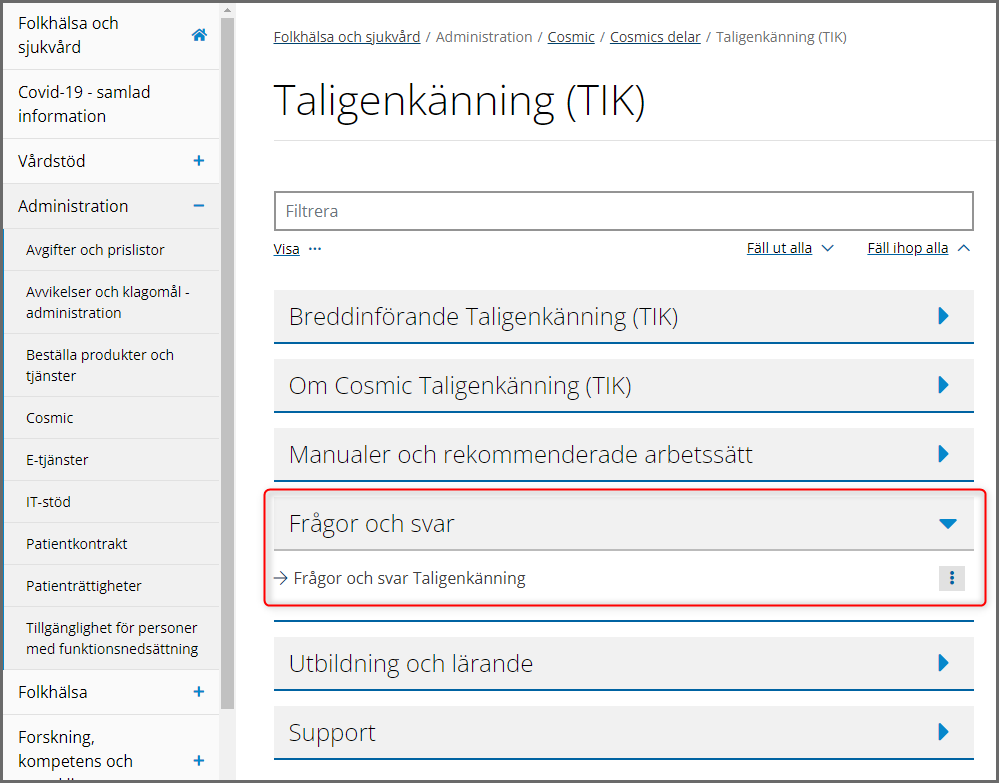 Folkhälsa och
sjukvård
Covid-19 - samlad
information
Vårdstöd
Administration
Avgifter och prislistor
Avvikelser och klagomål -
administration
Beställa produkter och
tjänster
Cosmic
E-tjänster
IT-stöd
Patientkontrakt
Patienträttigheter
Tillgänglighet för personer
med funktionsnedsättning
Folkhälsa
Forskning,
kompetens och
Folkhälsa och sjukvård / Administration / Cosmic / Cosmics delar / Taligenkänning (TIK)
Taligenkänning (TIK)
Filtrera
Visa ...
Fäll ut alla
Fäll ihop alla
Breddinförande Taligenkänning (TIK)
Om Cosmic Taligenkänning (TIK)
Manualer och rekommenderade arbetssätt
Frågor och svar
→ Frågor och svar Taligenkänning
Utbildning och lärande
Support